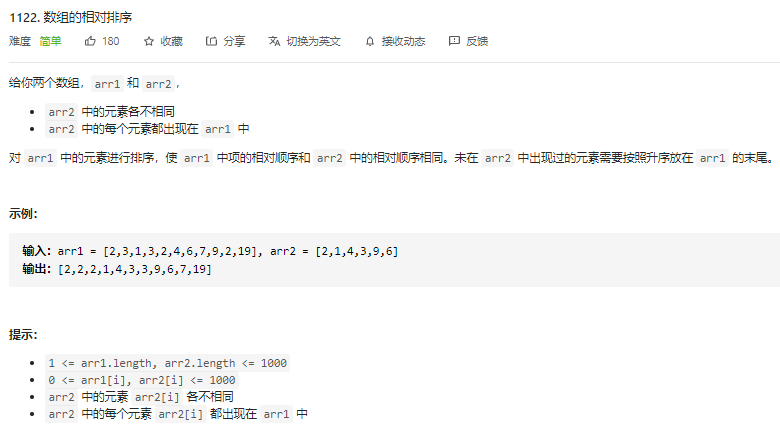 1122. 数组的相对排序
难度 简单 180 收藏 分享 切换为英文 接收动态 反馈
给你两个数组，arr1 和 arr2，
• arr2 中的元素各不相同
• arr2 中的每个元素都出现在 arr1 中
对 arr1 中的元素进行排序，使 arr1 中项的相对顺序和 arr2 中的相对顺序相同。未在 arr2 中出现过的元素需要按照升序放在 arr1 的末尾。
示例：
输入：arr1 = [2,3,1,3,2,4,6,7,9,2,19], arr2 = [2,1,4,3,9,6]
输出：[2,2,2,1,4,3,3,9,6,7,19]
提示：
• 1 <= arr1.length, arr2.length <= 1000
• 0 <= arr1[i], arr2[i] <= 1000
• arr2 中的元素 arr2[i] 各不相同
• arr2 中的每个元素 arr2[i] 都出现在 arr1 中